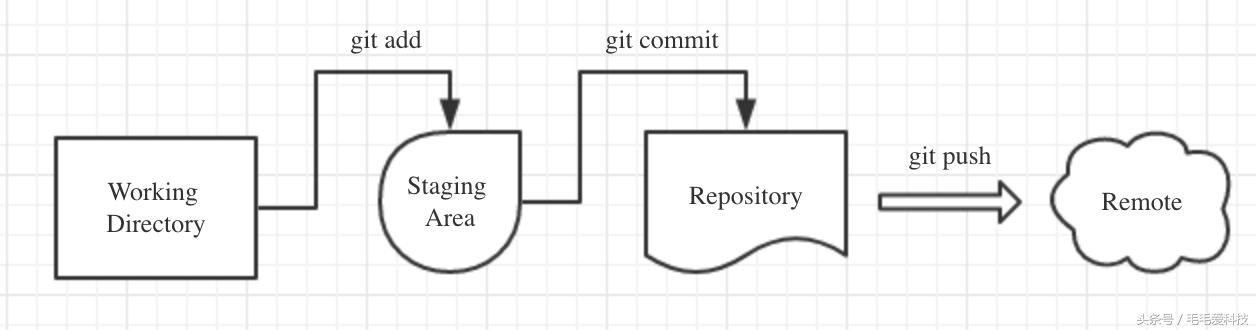 git add
git commit
git push
Working
Directory
Staging
Area
Repository
Remote
头条号 / 毛毛爱科技